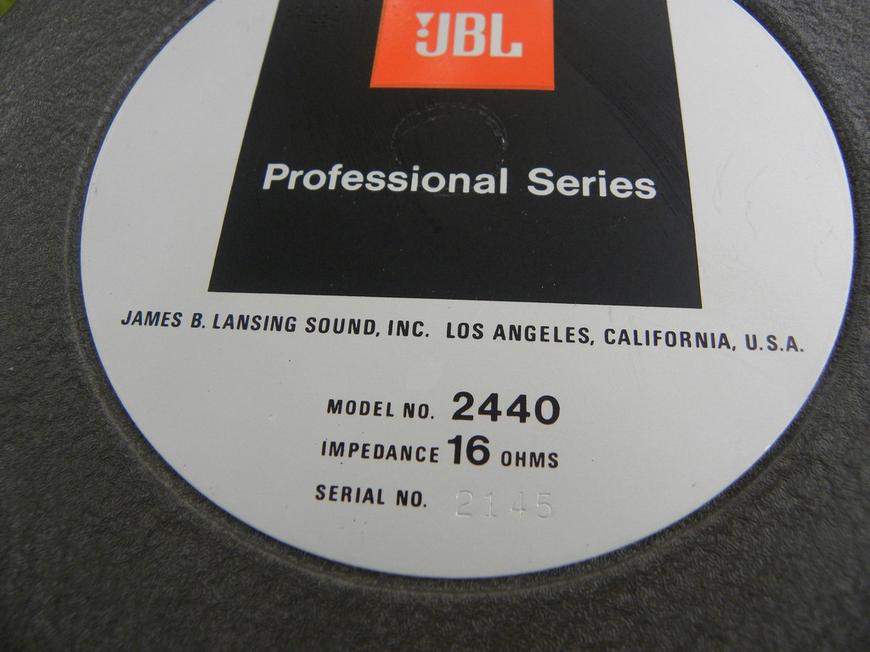 JBL
Professional Series
JAMES B. LANSING SOUND, INC. LOS ANGELES, CALIFORNIA, U.S.A.
MODEL NO. 2440
IMPEDANCE 16 OHMS
SERIAL NO. 2145